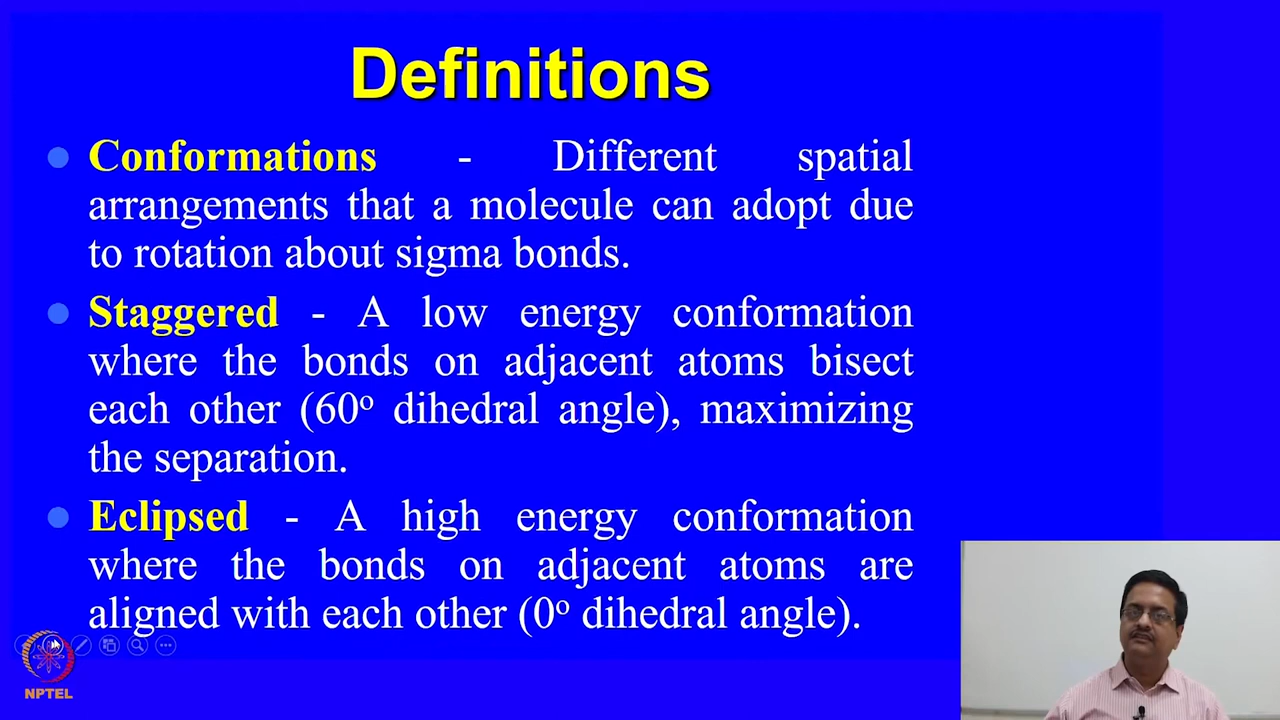 Definitions
Conformations - Different spatial
arrangements that a molecule can adopt due
to rotation about sigma bonds.
Staggered - A low energy conformation
where the bonds on adjacent atoms bisect
each other (60° dihedral angle), maximizing
the separation.
Eclipsed - A high energy conformation
where the bonds on adjacent atoms are
aligned with each other (0° dihedral angle).
NPTEL